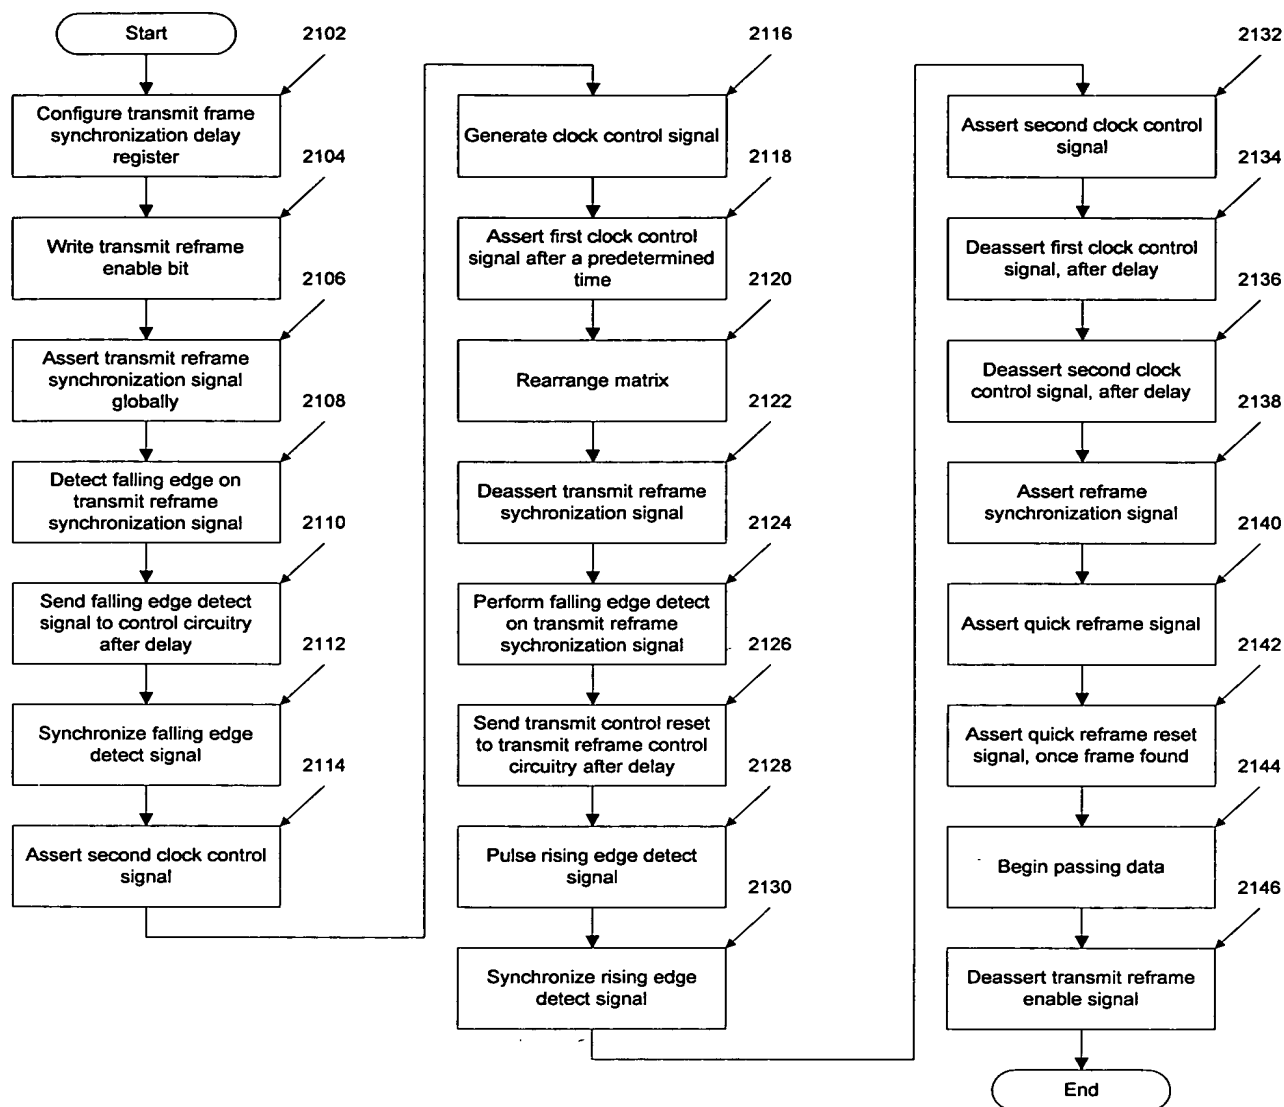 Start
2102
Configure transmit frame
synchronization delay
register
2104
Write transmit reframe
enable bit
2106
Assert transmit reframe
synchronization signal
globally
2108
Detect falling edge on
transmit reframe
synchronization signal
2110
Send falling edge detect
signal to control circuitry
after delay
2112
Synchronize falling edge
detect signal
2114
Assert second clock control
signal
2116
Generate clock control signal
2118
Assert first clock control
signal after a predetermined
time
2120
Rearrange matrix
2122
Deassert transmit reframe
sychronization signal
2124
Perform falling edge detect
on transmit reframe
sychronization signal
2126
Send transmit control reset
to transmit reframe control
circuitry after delay
2128
Pulse rising edge detect
signal
2130
Synchronize rising edge
detect signal
2132
Assert second clock control
signal
2134
Deassert first clock control
signal, after delay
2136
Deassert second clock
control signal, after delay
2138
Assert reframe
synchronization signal
2140
Assert quick reframe signal
2142
Assert quick reframe reset
signal, once frame found
2144
Begin passing data
2146
Deassert transmit reframe
enable signal
End